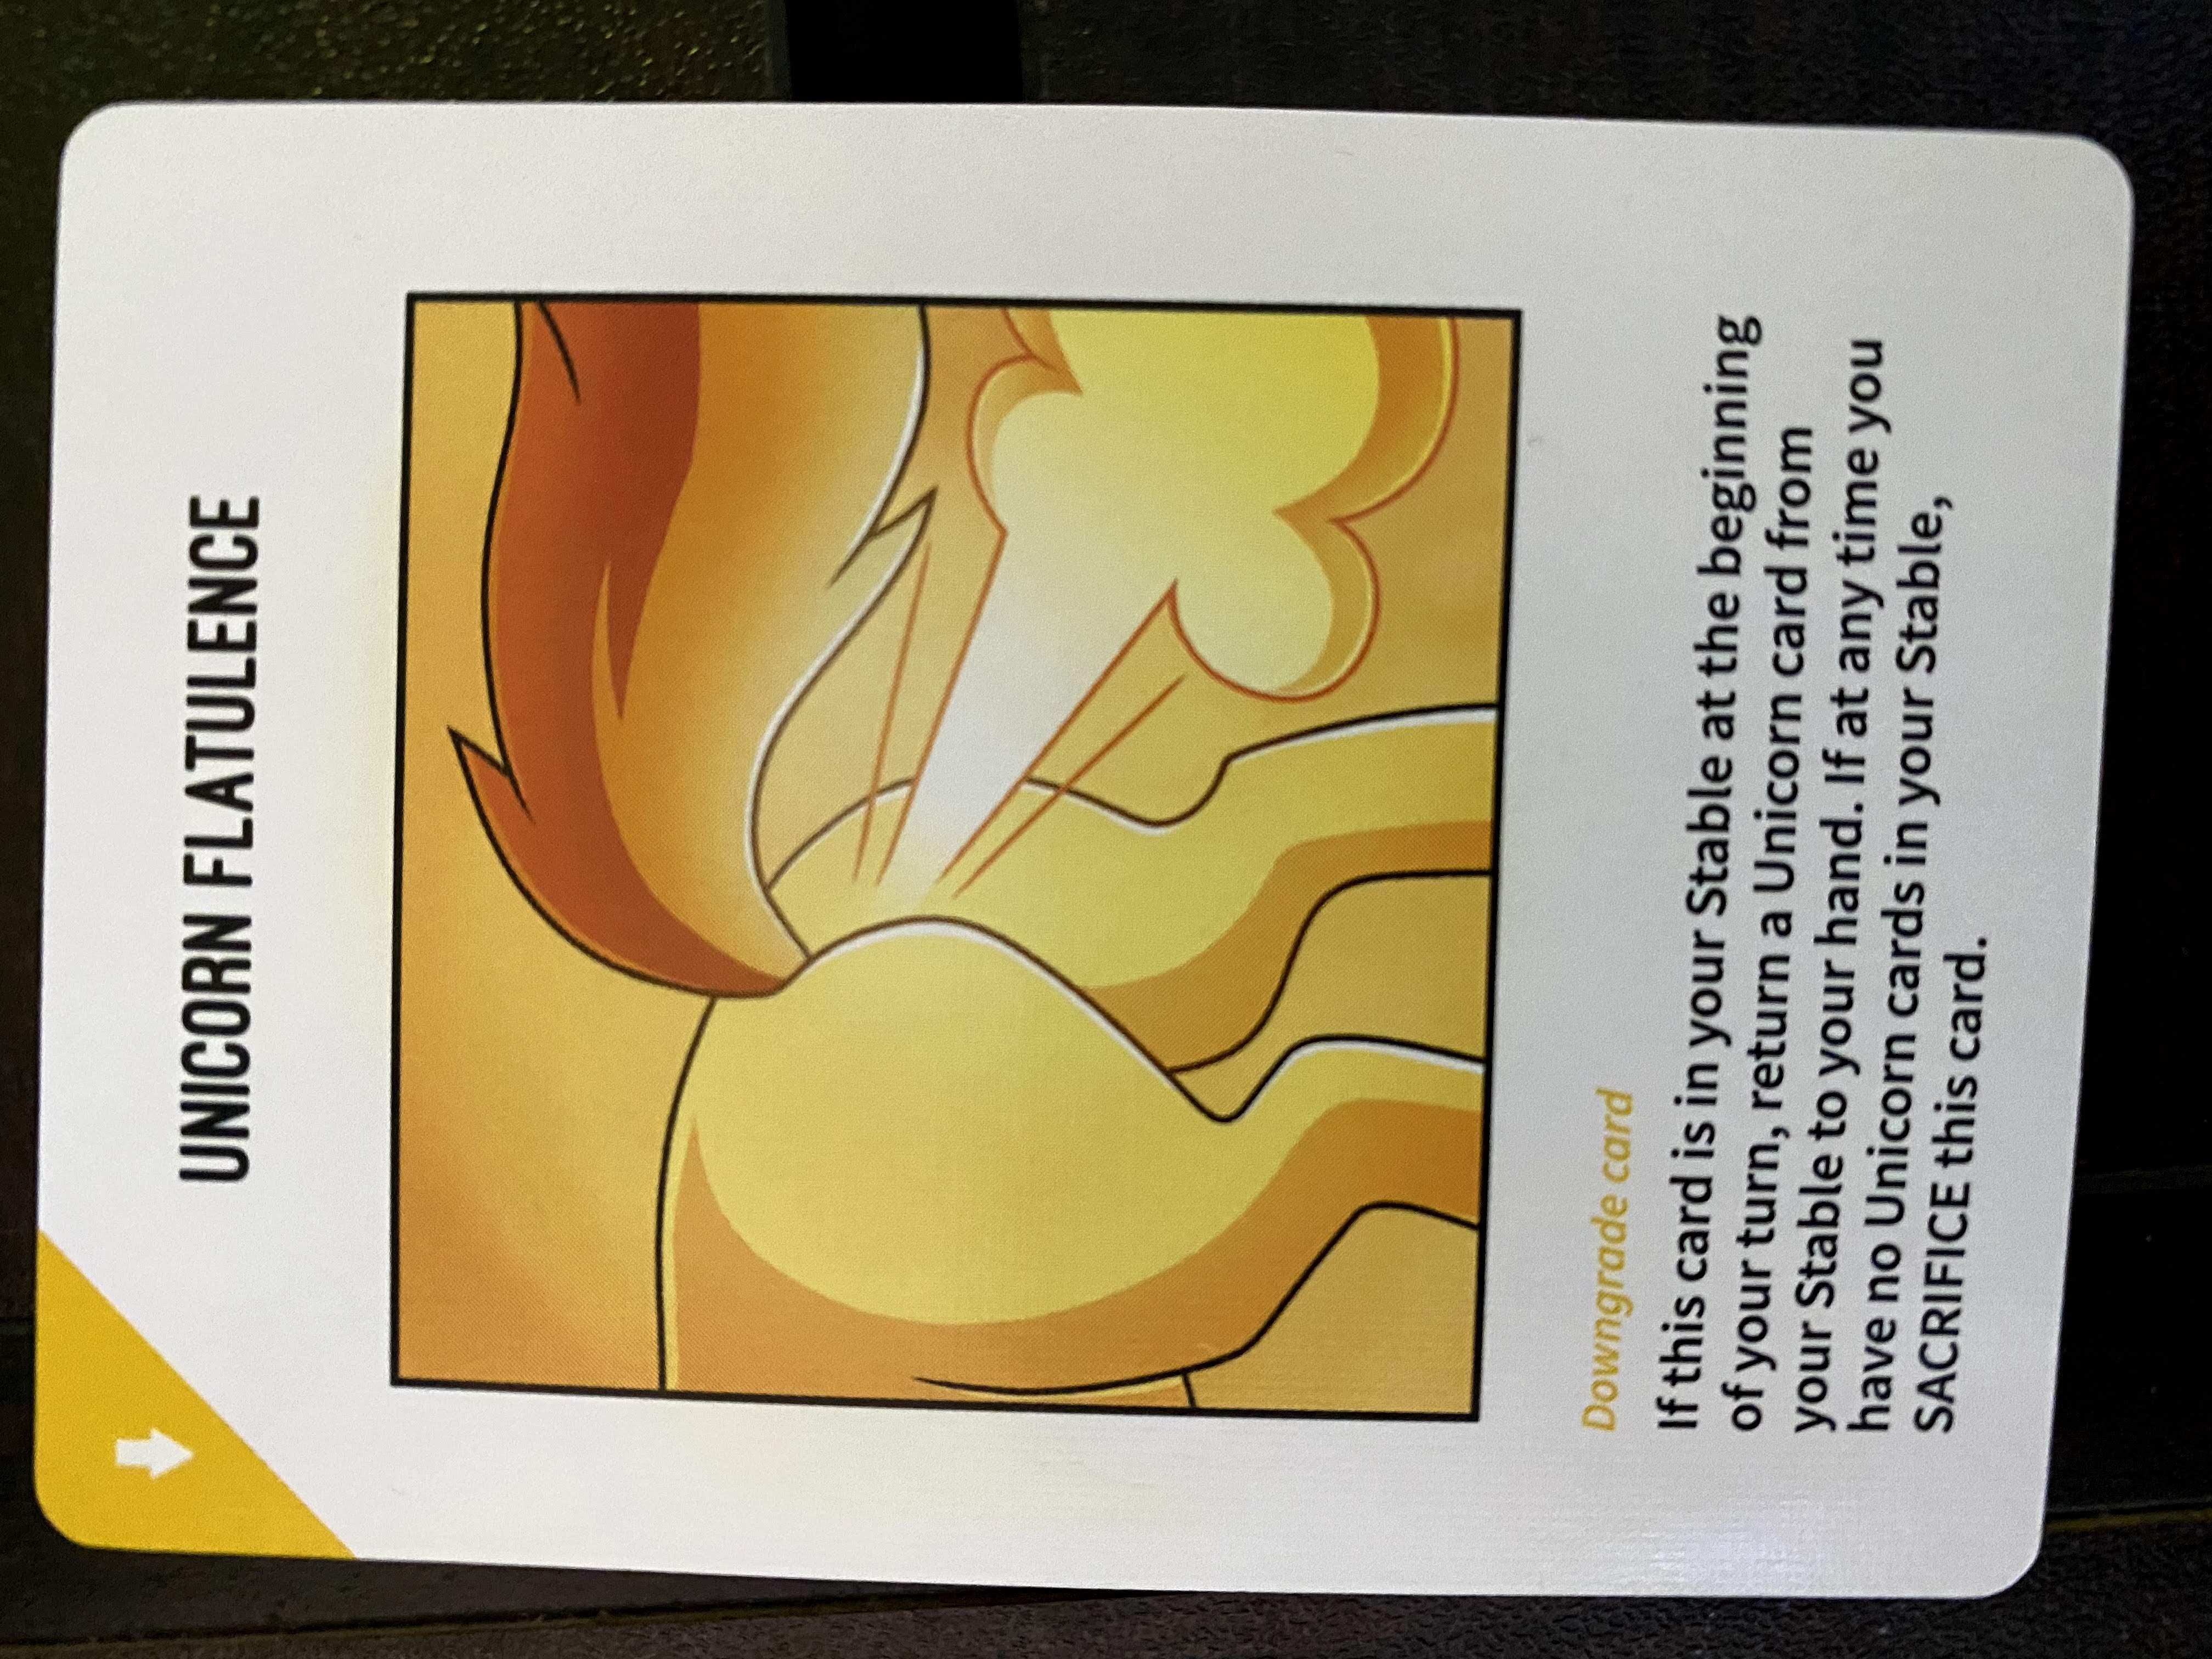 UNICORN FLATULENCE
Downgrade card
If this card is in your Stable at the beginning
of your turn, return a Unicorn card from
your Stable to your hand. If at any time you
have no Unicorn cards in your Stable,
SACRIFICE this card.